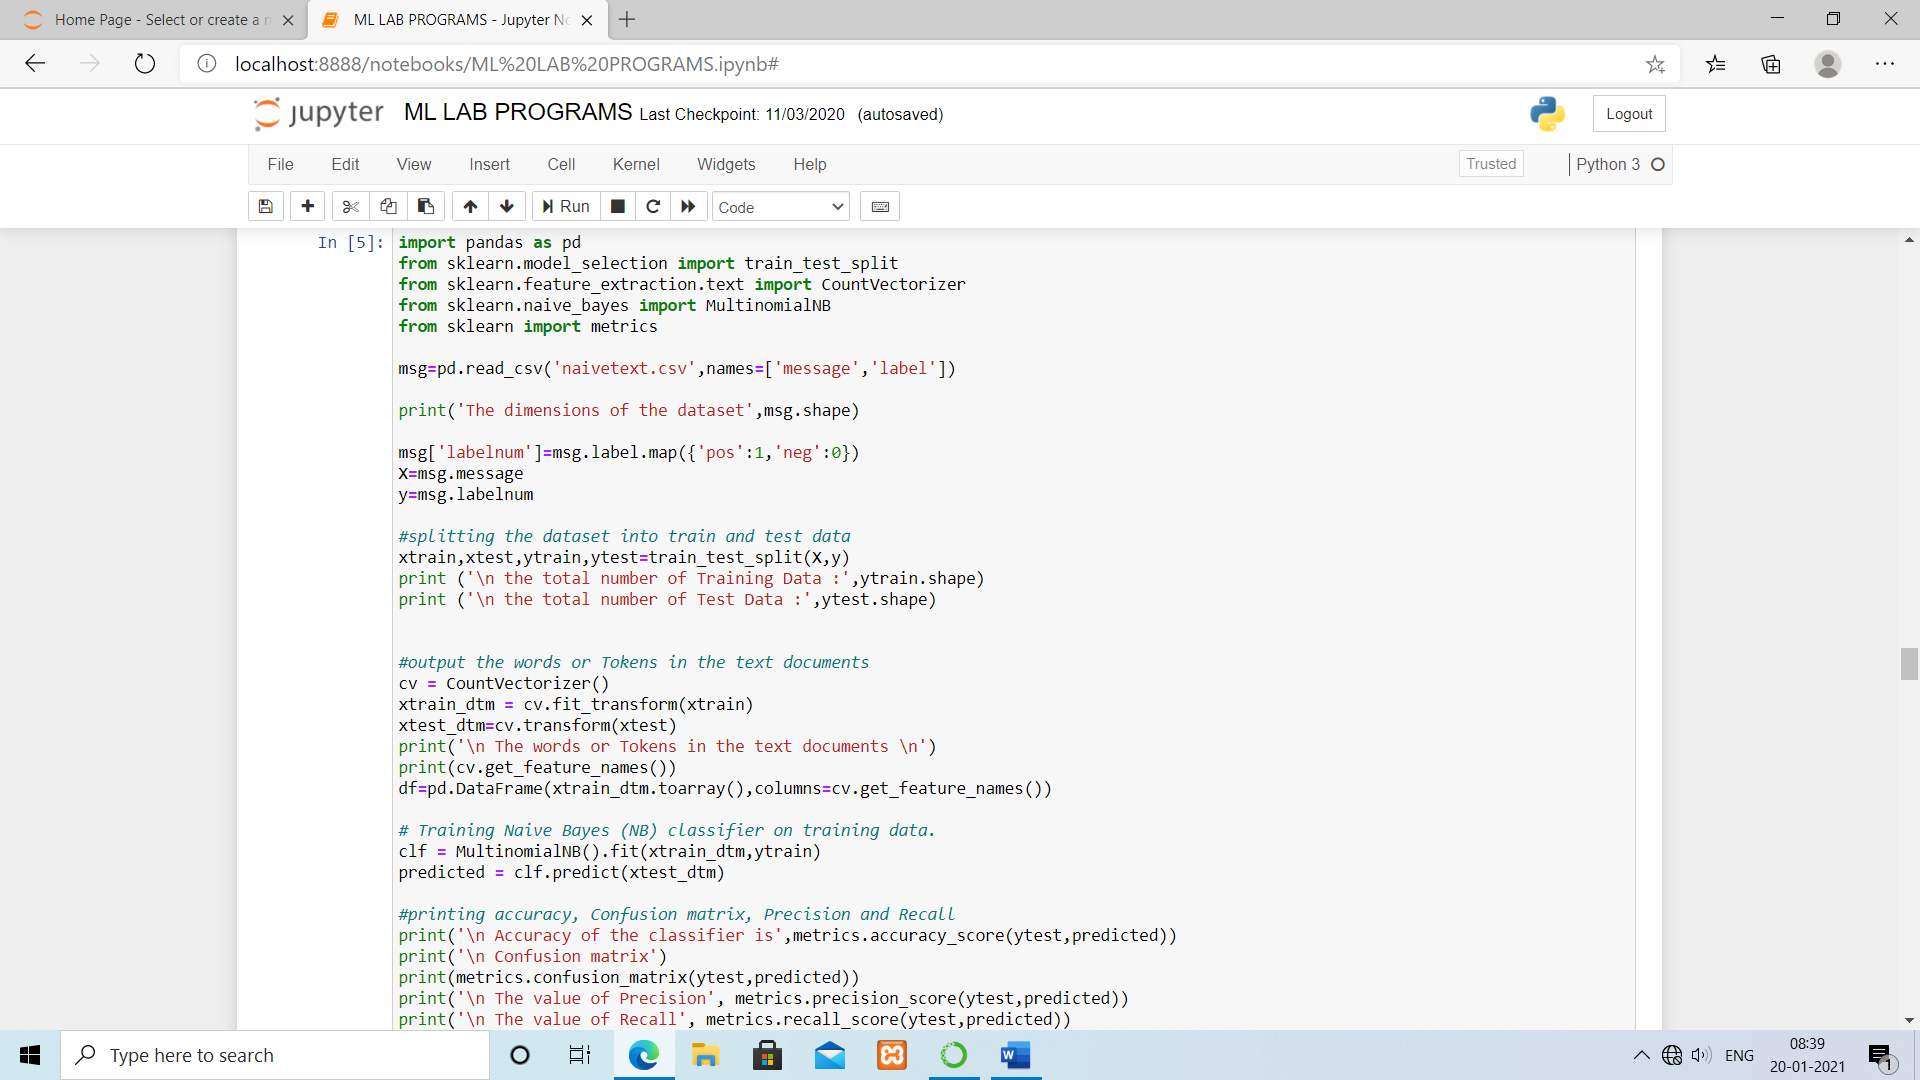 Home Page - Select or create a n
ML LAB PROGRAMS - Jupyter No
localhost:8888/notebooks/ML%20LAB%20PROGRAMS.ipynb#
jupyter ML LAB PROGRAMS Last Checkpoint: 11/03/2020 (autosaved)
Logout
File Edit View Insert Cell Kernel Widgets Help
Trusted
Python 3
Run
Code
In [5]:
import pandas as pd
from sklearn.model_selection import train_test_split
from sklearn.feature_extraction.text import CountVectorizer
from sklearn.naive_bayes import MultinomialNB
from sklearn import metrics
msg=pd.read_csv('naivetext.csv',names=['message','label'])
print('The dimensions of the dataset',msg.shape)
msg['labelnum']=msg.label.map({'pos':1,'neg':0})
X=msg.message
y=msg.labelnum
#splitting the dataset into train and test data
xtrain,xtest,ytrain,ytest=train_test_split(X,y)
print ('\n the total number of Training Data :',ytrain.shape)
print ('\n the total number of Test Data :',ytest.shape)
#output the words or Tokens in the text documents
cv = CountVectorizer()
xtrain_dtm = cv.fit_transform(xtrain)
xtest_dtm=cv.transform(xtest)
print('\n The words or Tokens in the text documents \n')
print(cv.get_feature_names())
df=pd.DataFrame(xtrain_dtm.toarray(),columns=cv.get_feature_names())
# Training Naive Bayes (NB) classifier on training data.
clf = MultinomialNB().fit(xtrain_dtm,ytrain)
predicted = clf.predict(xtest_dtm)
#printing accuracy, Confusion matrix, Precision and Recall
print('\n Accuracy of the classifier is',metrics.accuracy_score(ytest,predicted))
print('\n Confusion matrix')
print(metrics.confusion_matrix(ytest,predicted))
print('\n The value of Precision', metrics.precision_score(ytest,predicted))
print('\n The value of Recall', metrics.recall_score(ytest,predicted))
Type here to search
ENG
08:39
20-01-2021
1